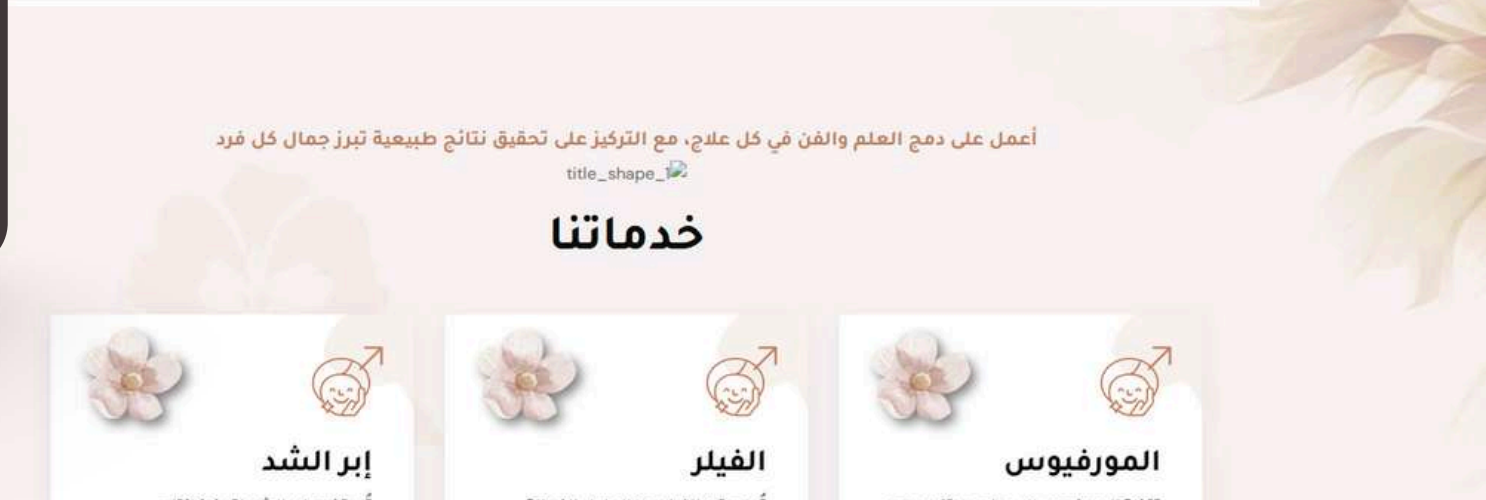 أعمل على دمج العلم والفن في كل علاج، مع التركيز على تحقيق نتائج طبيعية تبرز جمال كل فرد
title_shape_1
خدماتنا
المورفيوس
الفيلر
إبر الشد